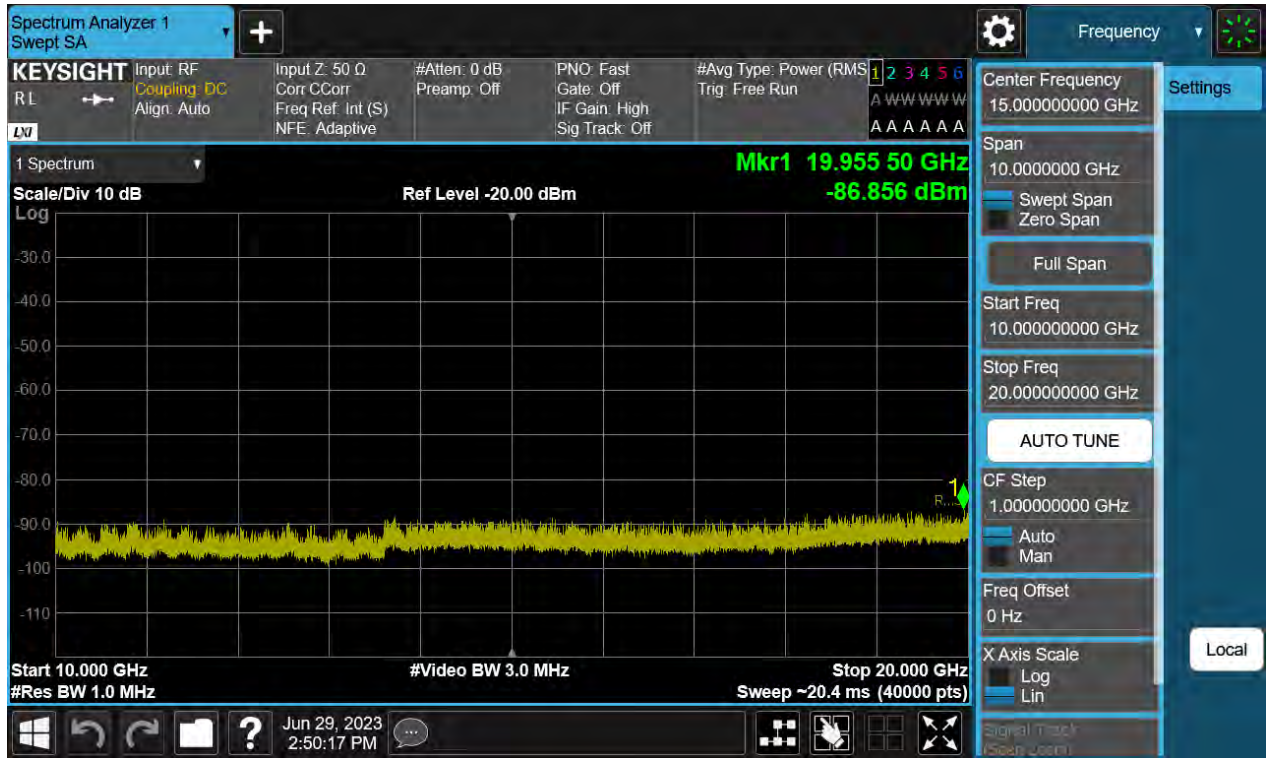 Spectrum Analyzer 1
Swept SA
Frequency
KEYSIGHT
RL
LXI
Input: RF
Coupling: DC
Align: Auto
Input Z: 50 Ω
Corr CCorr
Freq Ref: Int (S)
NFE: Adaptive
#Atten: 0 dB
Preamp: Off
PNO: Fast
Gate: Off
IF Gain: High
Sig Track: Off
#Avg Type: Power (RMS
Trig: Free Run
1 2 3 4 5 6
A W W W W W
A A A A A A
1 Spectrum
Scale/Div 10 dB
Log
Ref Level -20.00 dBm
Mkr1 19.955 50 GHz
-86.856 dBm
-30.0
-40.0
-50.0
-60.0
-70.0
-80.0
-90.0
-100
-110
1
R...
Start 10.000 GHz
#Video BW 3.0 MHz
Stop 20.000 GHz
#Res BW 1.0 MHz
Sweep ~20.4 ms (40000 pts)
Center Frequency
15.000000000 GHz
Span
10.0000000 GHz
Swept Span
Zero Span
Full Span
Start Freq
10.000000000 GHz
Stop Freq
20.000000000 GHz
AUTO TUNE
CF Step
1.000000000 GHz
Auto
Man
Freq Offset
0 Hz
X Axis Scale
Log
Lin
Signal Track
(Span Zoom)
Settings
Local
?
Jun 29, 2023
2:50:17 PM